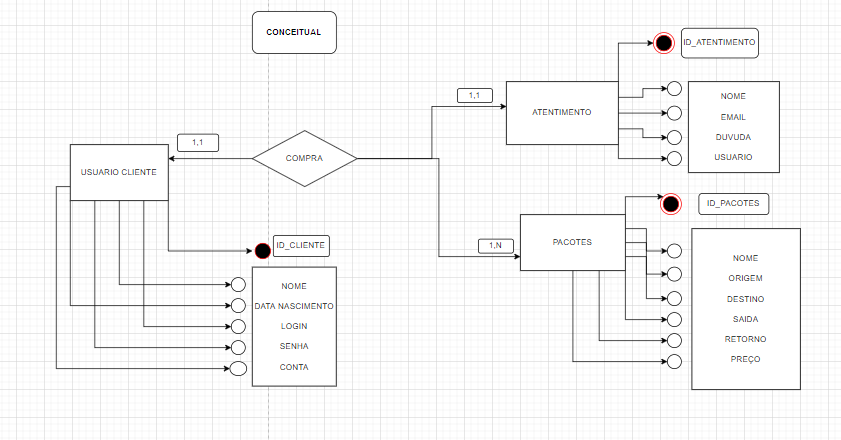 CONCEITUAL
ID_ATENTIMENTO
1,1
ATENTIMENTO
NOME
EMAIL
DUVUDA
USUARIO
1,1
COMPRA
USUARIO CLIENTE
ID_PACOTES
1,N
PACOTES
ID_CLIENTE
NOME
ORIGEM
DESTINO
SAIDA
RETORNO
PREÇO
NOME
DATA NASCIMENTO
LOGIN
SENHA
CONTA